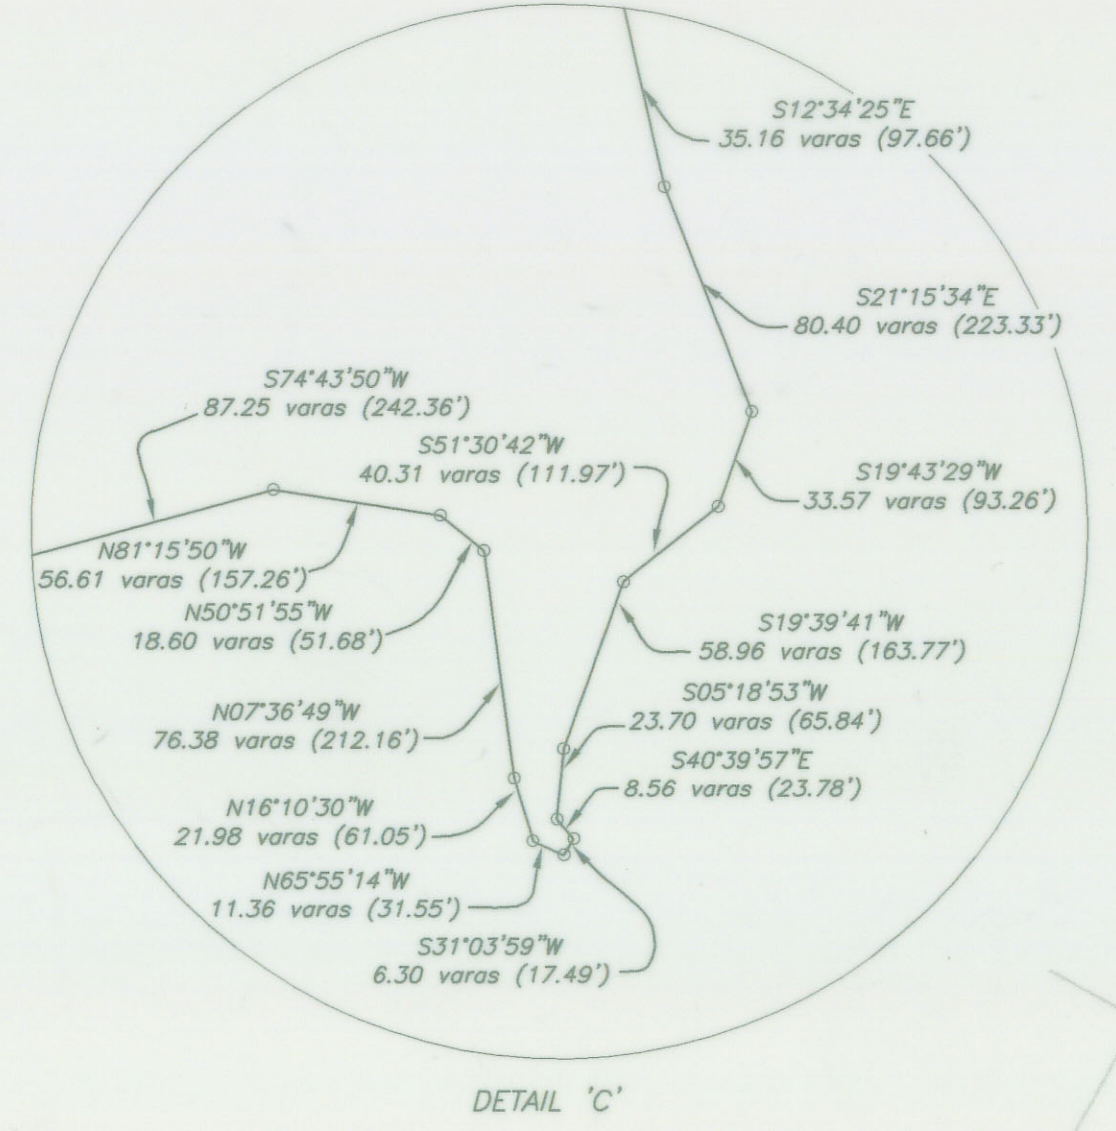 S12°34'25"E
35.16 varas (97.66')
S21°15'34"E
80.40 varas (223.33')
S74°43'50"W
87.25 varas (242.36')
S51°30'42"W
40.31 varas (111.97')
S19°43'29"W
33.57 varas (93.26')
N81°15'50"W
56.61 varas (157.26')
N50°51'55"W
18.60 varas (51.68')
S19°39'41"W
58.96 varas (163.77')
S05°18'53"W
23.70 varas (65.84')
N07°36'49"W
76.38 varas (212.16')
S40°39'57"E
8.56 varas (23.78')
N16°10'30"W
21.98 varas (61.05')
N65°55'14"W
11.36 varas (31.55')
S31°03'59"W
6.30 varas (17.49')
DETAIL 'C'